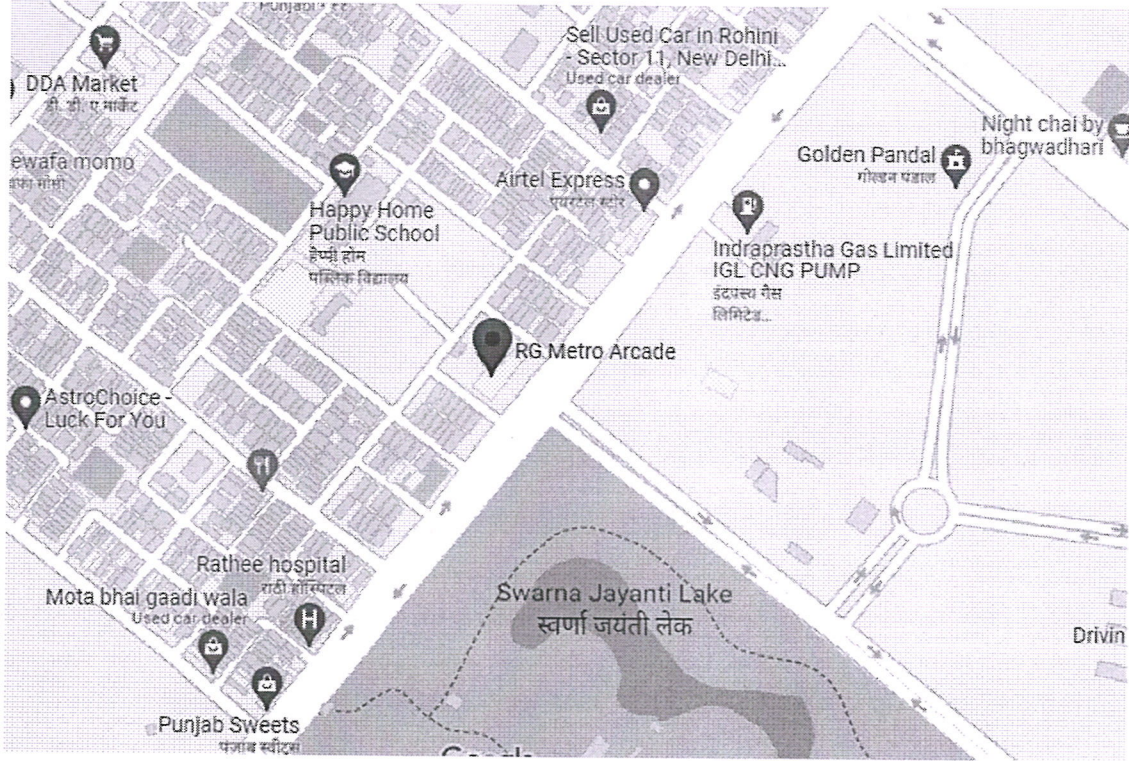 Sell Used Car in Rohini
- Sector 11, New Delhi...
Used car dealer
DDA Market
डी. डी. ए मार्केट
ewafa momo
Night chai by
bhagwadhari
Golden Pandal
गोल्डन पंडाल
Airtel Express
एयरटेल स्टोर
Happy Home
Public School
हैप्पी होम
पब्लिक विद्यालय
Indraprastha Gas Limited
IGL CNG PUMP
इंद्रप्रस्थ गैस
लिमिटेड...
RG Metro Arcade
AstroChoice -
Luck For You
Rathee hospital
राठी हॉस्पिटल
Mota bhai gaadi wala
Used car dealer
Swarna Jayanti Lake
स्वर्णा जयंती लेक
Drivin
Punjab Sweets
पंजाब स्वीट्स